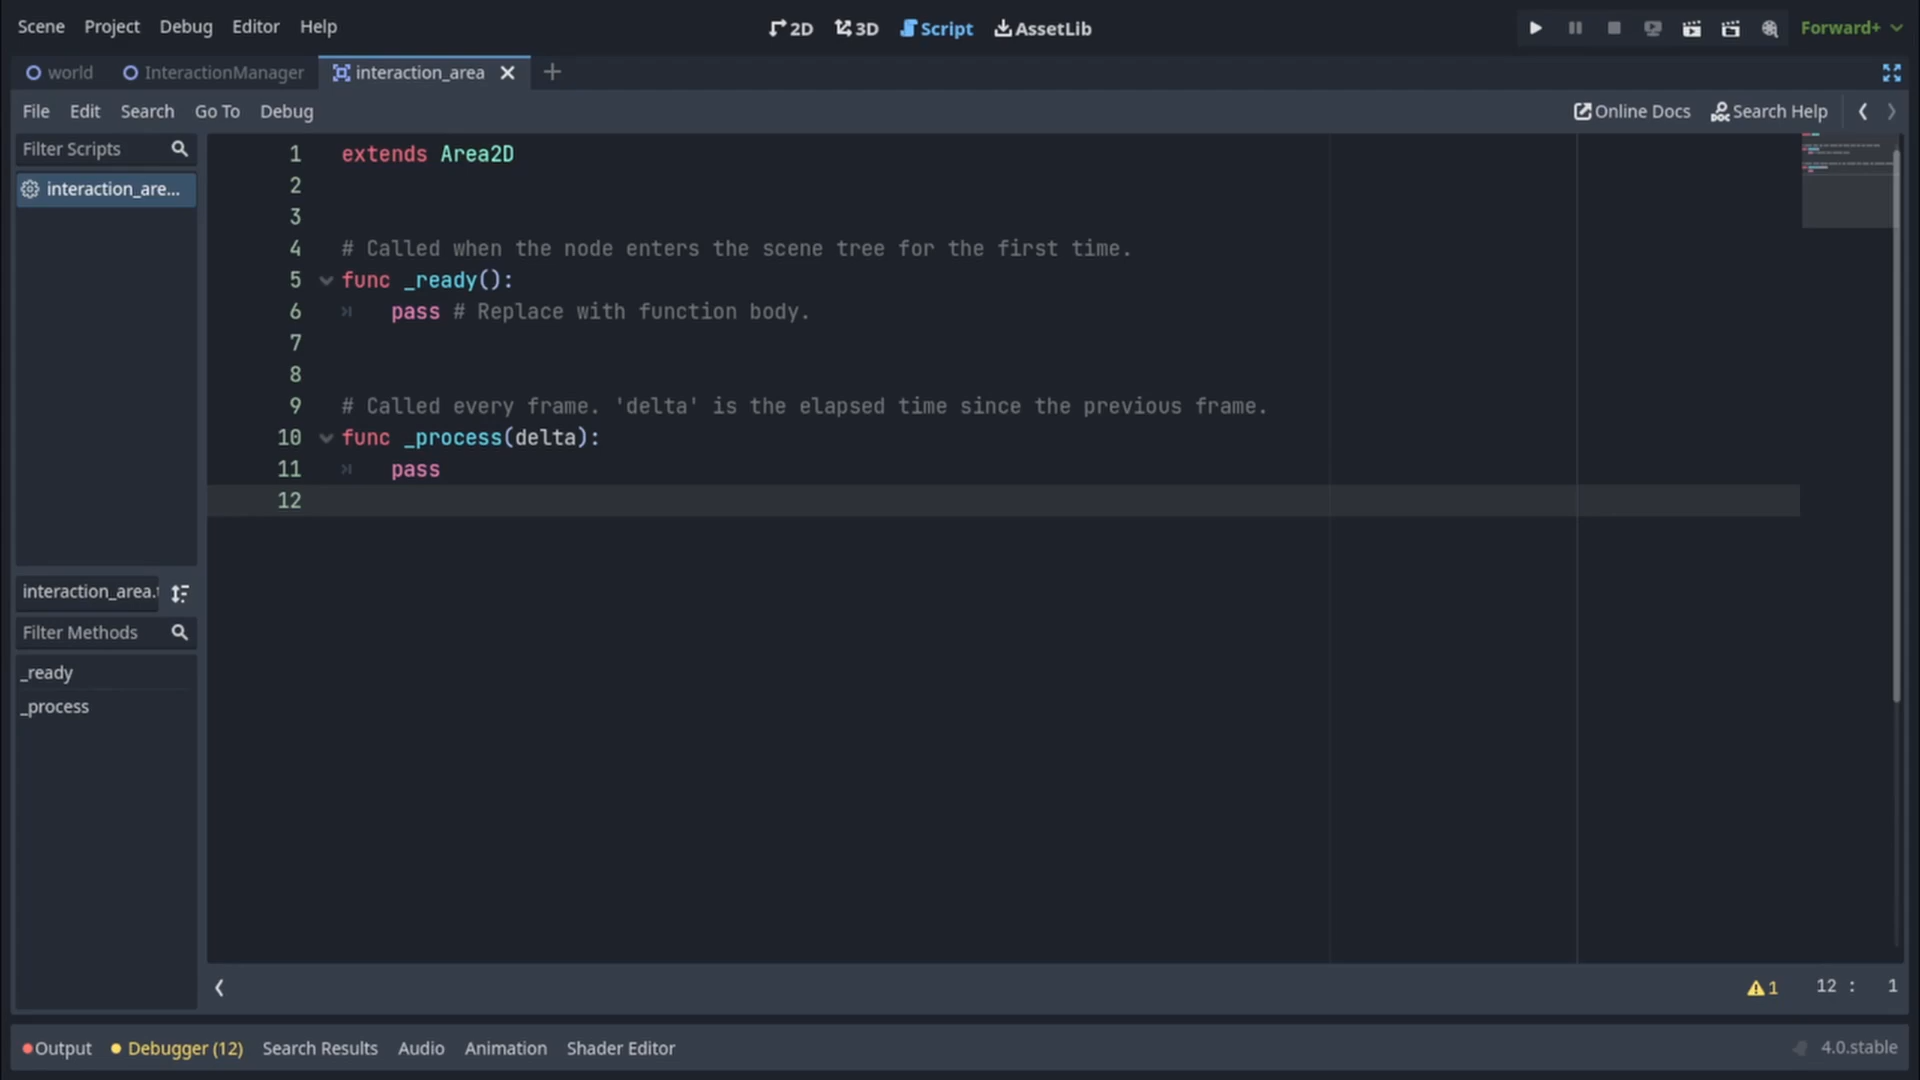 Scene Project Debug Editor Help 2D 3D Script AssetLib Forward+
world InteractionManager interaction_area
File Edit Search Go To Debug Online Docs Search Help
Filter Scripts
interaction_are...
1 extends Area2D
2
3
4 # Called when the node enters the scene tree for the first time.
5 func _ready():
6 pass # Replace with function body.
7
8
9 # Called every frame. 'delta' is the elapsed time since the previous frame.
10 func _process(delta):
11 pass
12
interaction_area.
Filter Methods
_ready
_process
1 12 : 1
Output Debugger (12) Search Results Audio Animation Shader Editor 4.0.stable